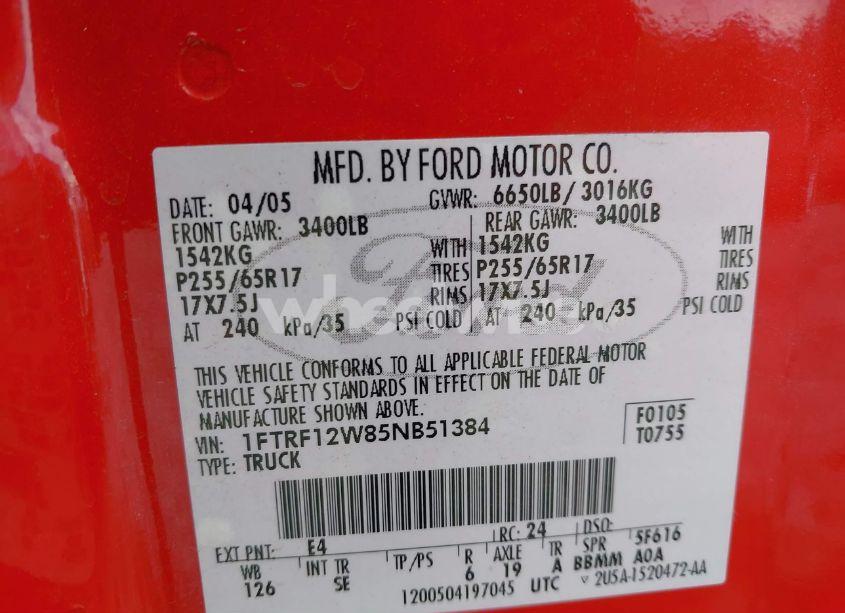 MFD. BY FORD MOTOR CO.
DATE: 04/05 GVWR: 6650LB/ 3016KG
FRONT GAWR: 3400LB REAR GAWR: 3400LB
1542KG WITH 1542KG WITH
P255/65R17 TIRES P255/65R17 TIRES
17X7.5J RIMS 17X7.5J RIMS
AT 240 kPa/35 PSI COLD AT 240 kPa/35 PSI COLD
THIS VEHICLE CONFORMS TO ALL APPLICABLE FEDERAL MOTOR
VEHICLE SAFETY STANDARDS IN EFFECT ON THE DATE OF
MANUFACTURE SHOWN ABOVE.
VIN: 1FTRF12W85NB51384
TYPE: TRUCK
F0105
T0755
EXT PNT: E4 RC: 24 DSO:
WB INT TR TP/PS R AXLE TR SPR 5F616
126 SE 6 19 A BBMM A0A
1200504197045 UTC V 2U5A-1520472-AA